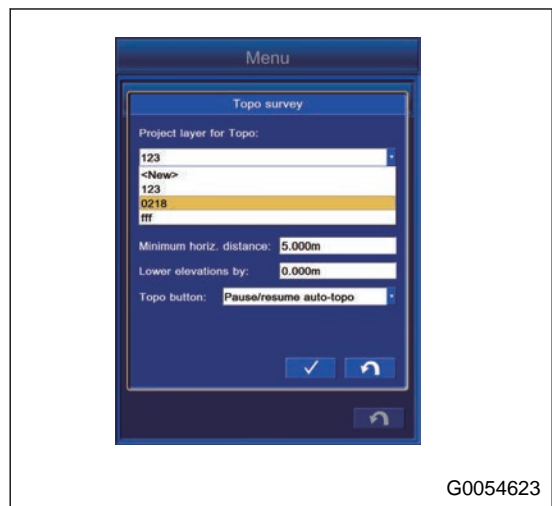 Menu
Topo survey
Project layer for Topo:
123
<New>
123
0218
fff
Minimum horiz. distance: 5.000m
Lower elevations by: 0.000m
Topo button: Pause/resume auto-topo
G0054623